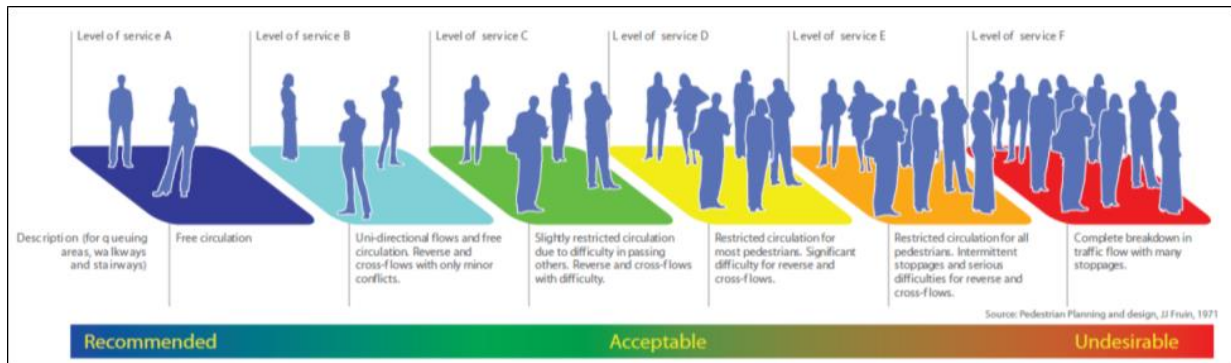 Level of service A
Level of service B
Level of service C
Level of service D
Level of service E
Level of service F
Description (for queuing
areas, walkways
and stairways)
Free circulation
Uni-directional flows and free
circulation. Reverse and
cross-flows with only minor
conflicts.
Slightly restricted circulation
due to difficulty in passing
others. Reverse and cross-flows
with difficulty.
Restricted circulation for
most pedestrians. Significant
difficulty for reverse and
cross-flows.
Restricted circulation for all
pedestrians. Intermittent
stoppages and serious
difficulties for reverse and
cross-flows.
Complete breakdown in
traffic flow with many
stoppages.
Source: Pedestrian Planning and design, JJ Fruin, 1971
Recommended
Acceptable
Undesirable